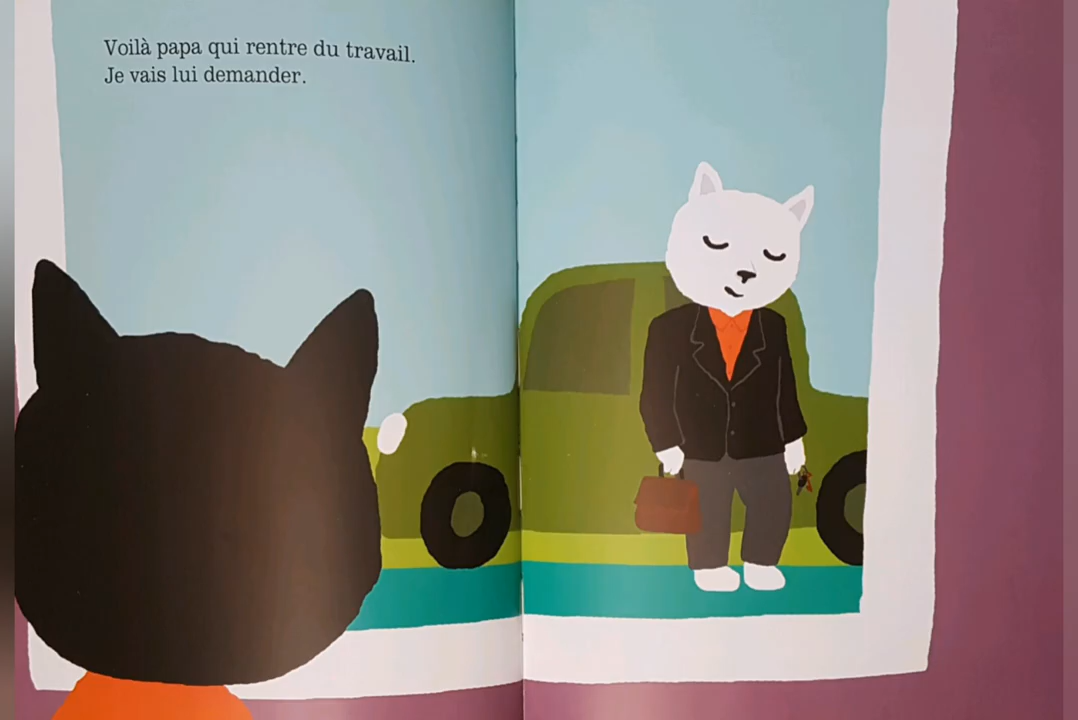 Voilà papa qui rentre du travail.
Je vais lui demander.